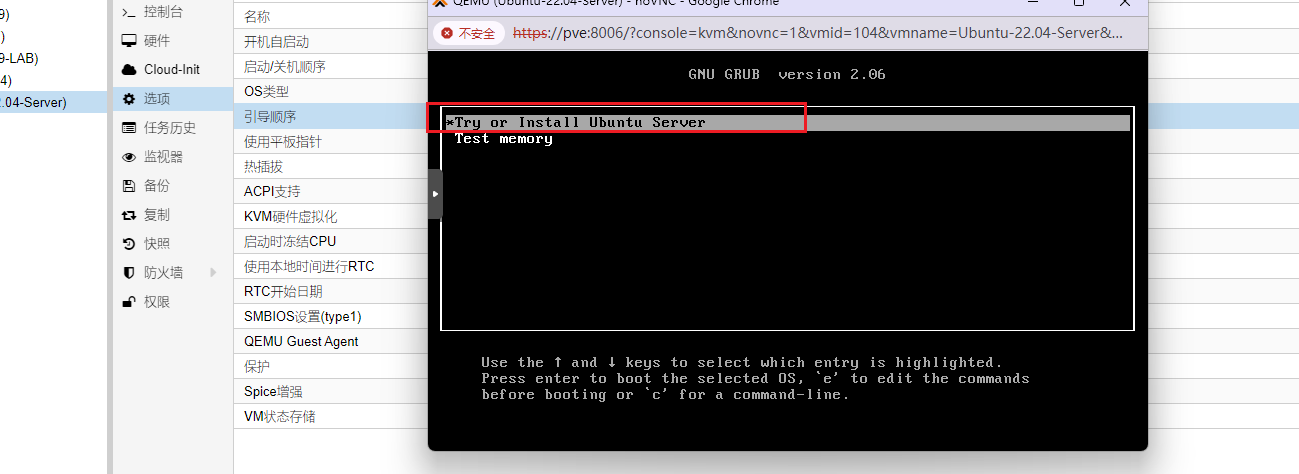 9)
)
9-LAB)
4)
.04-Server)
控制台
硬件
Cloud-Init
选项
任务历史
监视器
备份
复制
快照
防火墙
权限
名称
开机自启动
启动/关机顺序
OS类型
引导顺序
使用平板指针
热插拔
ACPI支持
KVM硬件虚拟化
启动时冻结CPU
使用本地时间进行RTC
RTC开始日期
SMBIOS设置(type1)
QEMU Guest Agent
保护
Spice增强
VM状态存储
QEMU (Ubuntu-22.04-Server) - noVNC - Google Chrome
不安全 https://pve:8006/?console=kvm&novnc=1&vmid=104&vmname=Ubuntu-22.04-Server&...
GNU GRUB version 2.06
*Try or Install Ubuntu Server
Test memory
Use the ↑ and ↓ keys to select which entry is highlighted.
Press enter to boot the selected OS, `e' to edit the commands
before booting or `c' for a command-line.